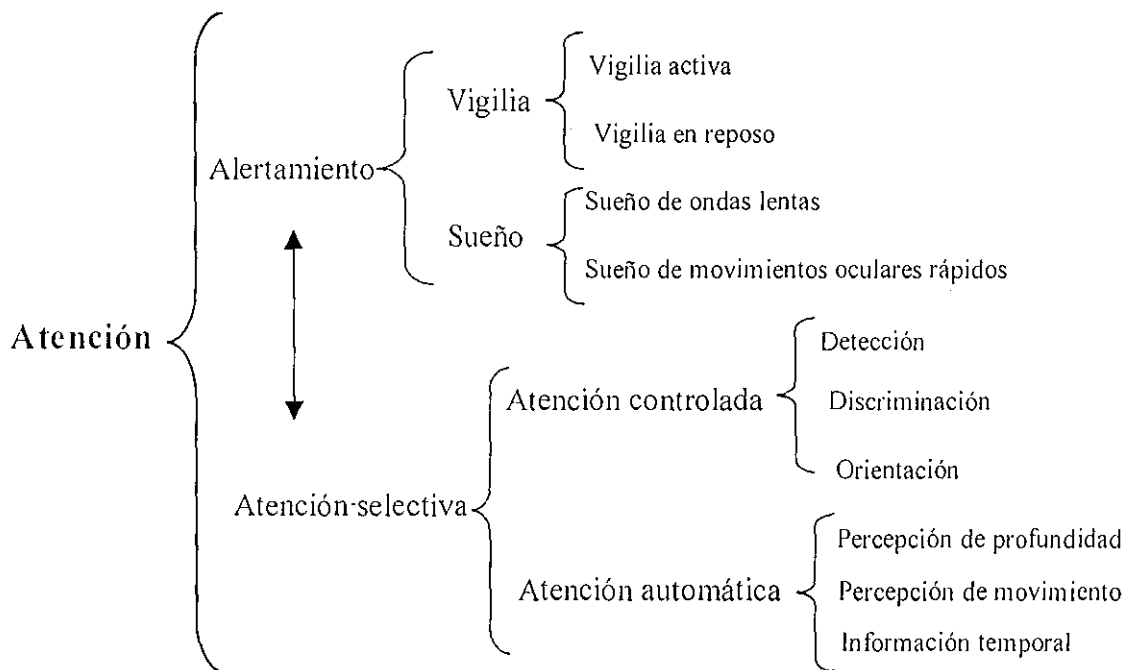 Atención
Alertamiento
Vigilia
Vigilia activa
Vigilia en reposo
Sueño
Sueño de ondas lentas
Sueño de movimientos oculares rápidos
Atención-selectiva
Atención controlada
Detección
Discriminación
Orientación
Atención automática
Percepción de profundidad
Percepción de movimiento
Información temporal